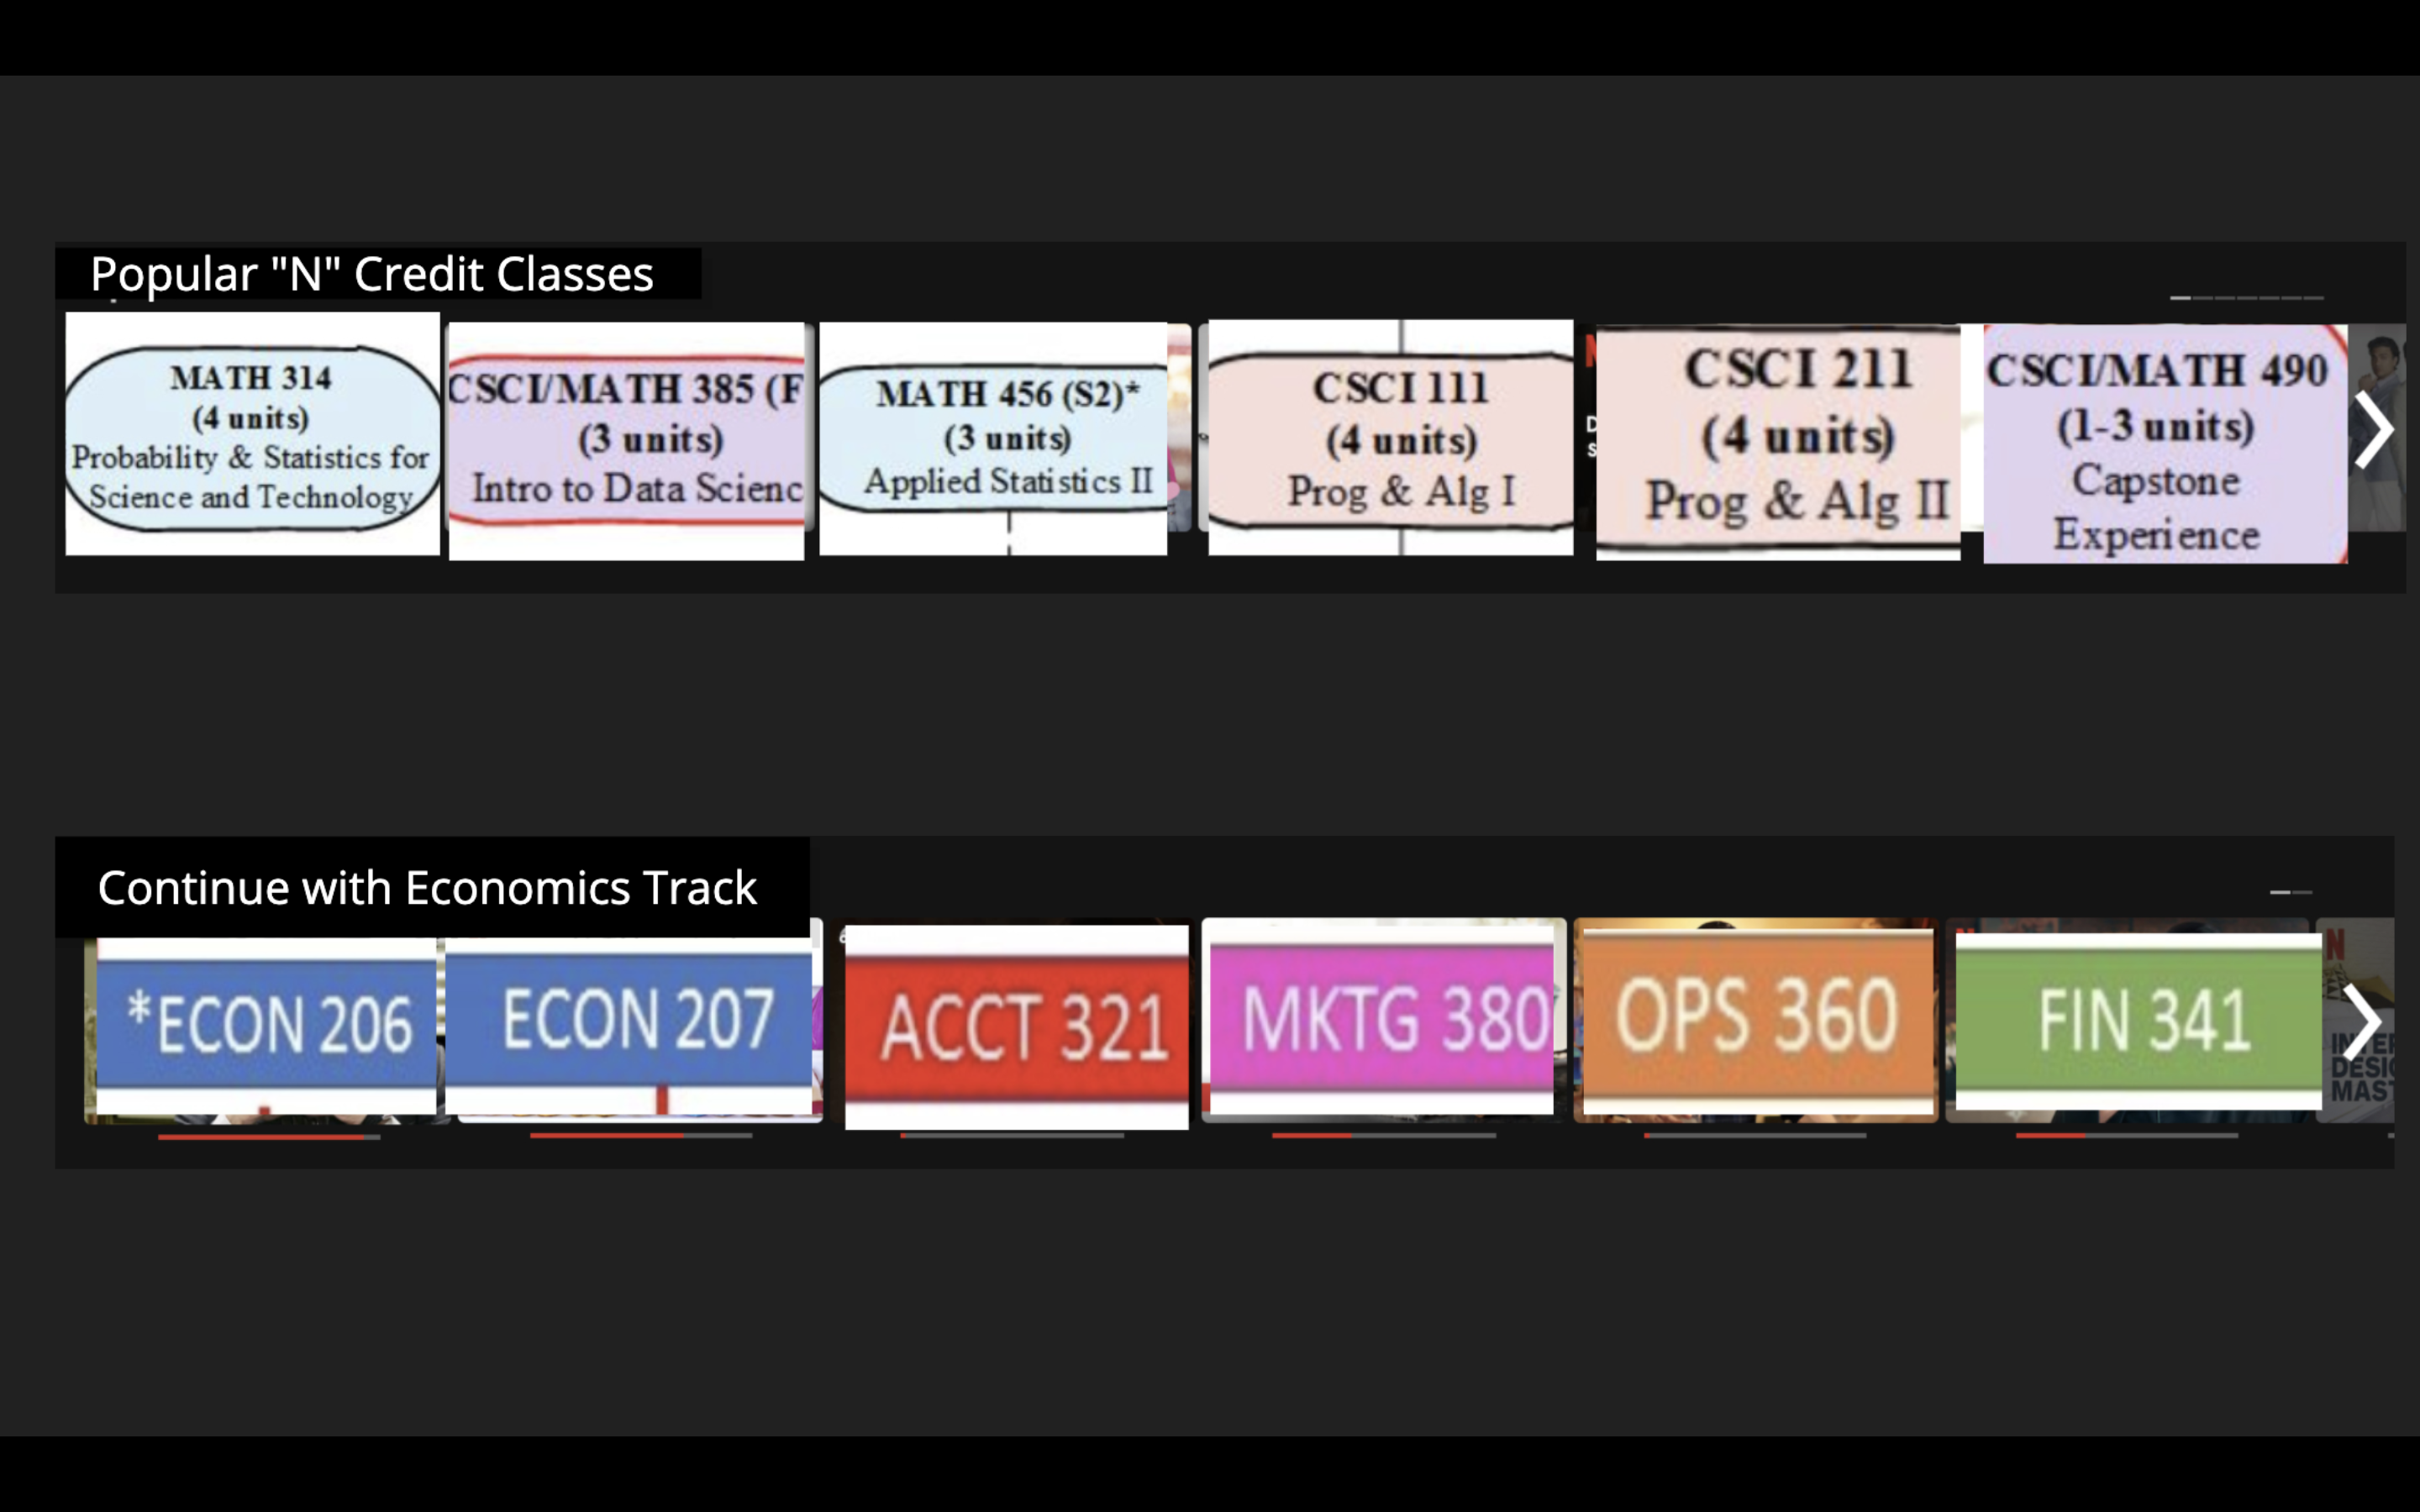 Popular "N" Credit Classes
MATH 314
(4 units)
Probability & Statistics for
Science and Technology
CSCI/MATH 385 (F
(3 units)
Intro to Data Scienc
MATH 456 (S2)*
(3 units)
Applied Statistics II
CSCI 111
(4 units)
Prog & Alg I
CSCI 211
(4 units)
Prog & Alg II
CSCI/MATH 490
(1-3 units)
Capstone
Experience
Continue with Economics Track
*ECON 206
ECON 207
ACCT 321
MKTG 380
OPS 360
FIN 341
N